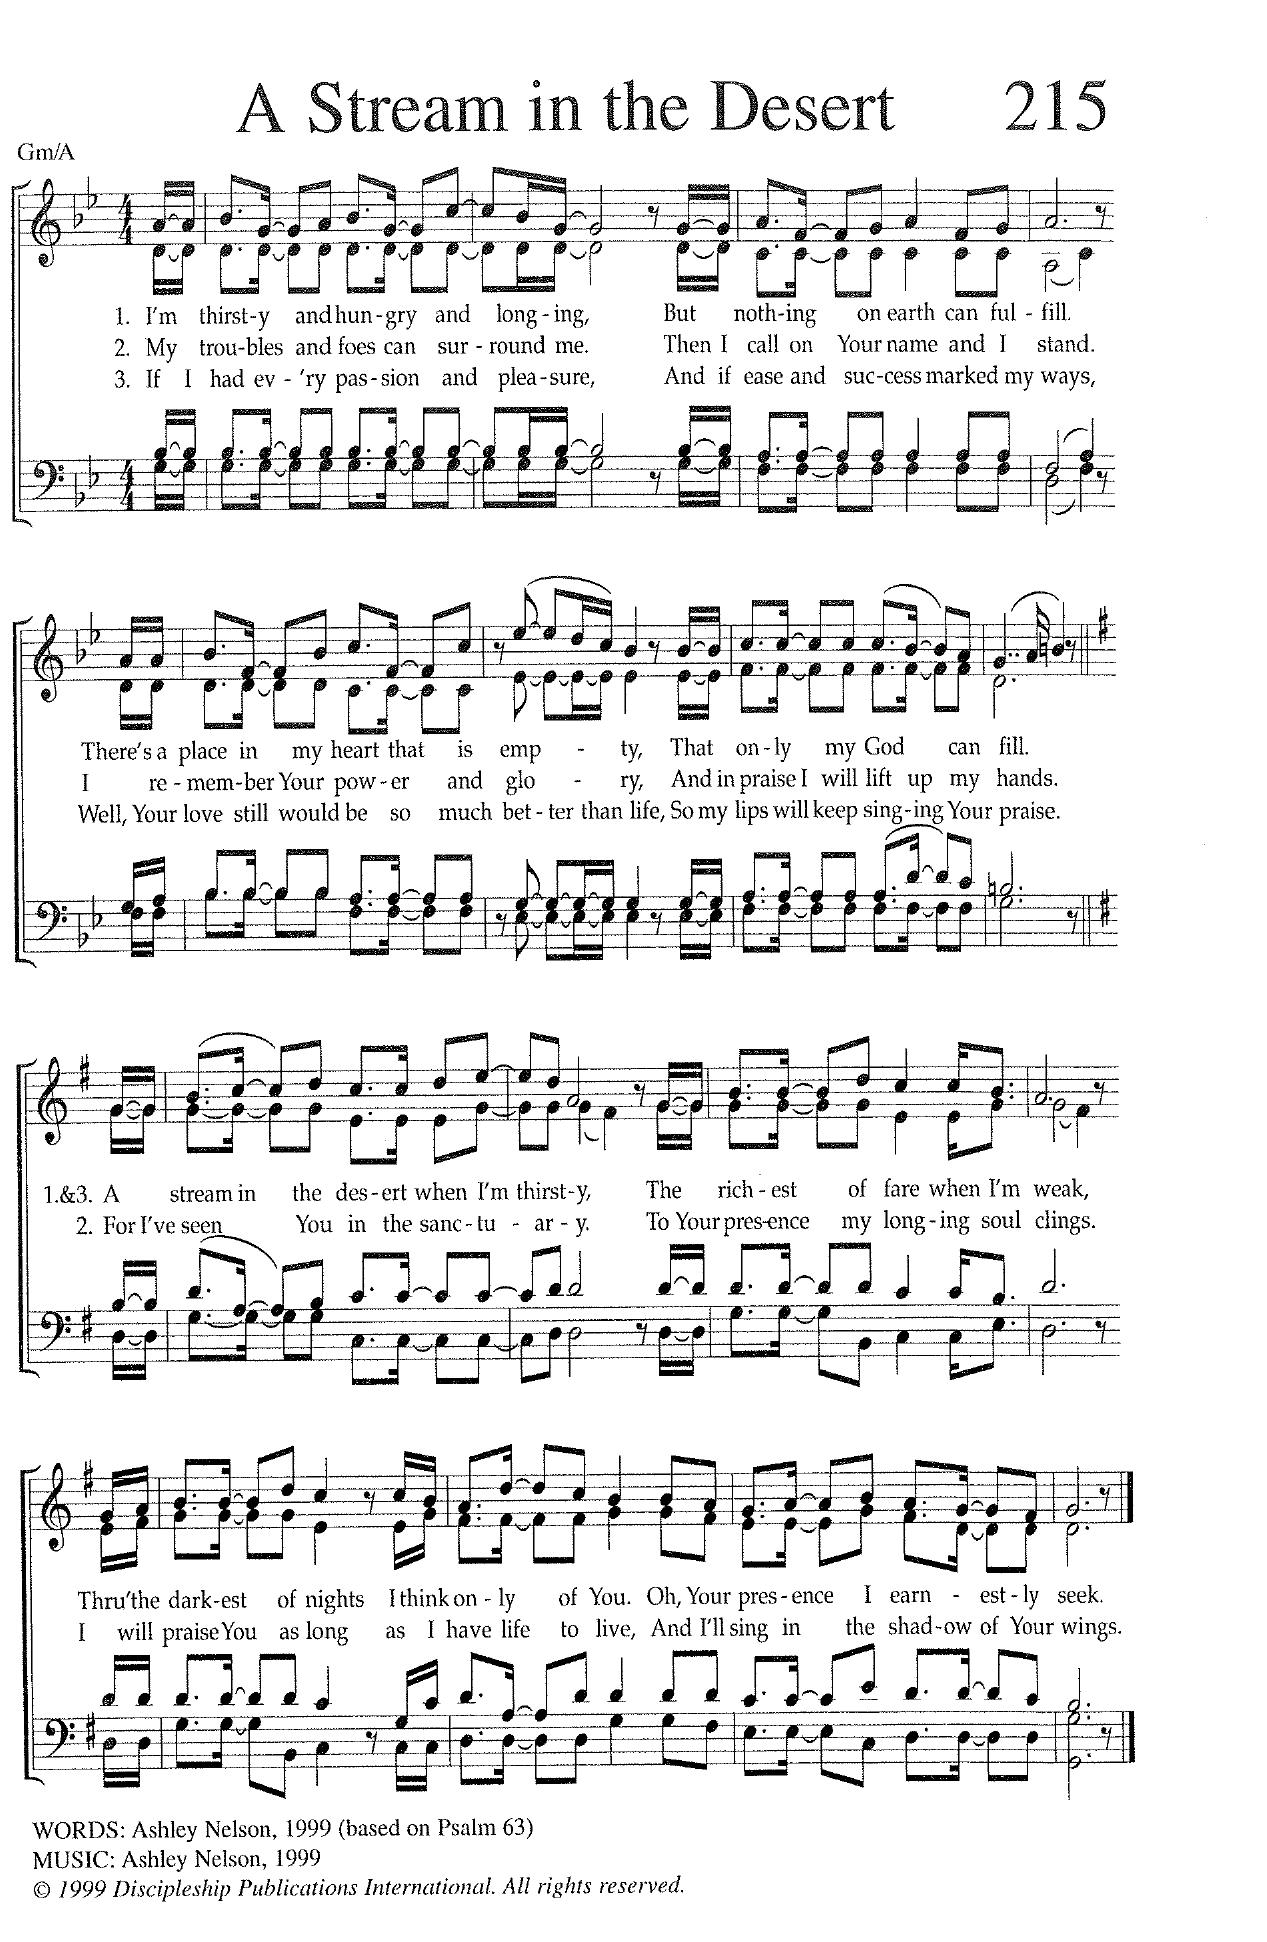 A Stream in the Desert 215
Gm/A
1. I'm thirst-y and hun-gry and long-ing, But noth-ing on earth can ful-fill.
2. My trou-bles and foes can sur-round me. Then I call on Your name and I stand.
3. If I had ev-'ry pas-sion and plea-sure, And if ease and suc-cess marked my ways,
There's a place in my heart that is emp-ty, That on-ly my God can fill.
I re-mem-ber Your pow-er and glo-ry, And in praise I will lift up my hands.
Well, Your love still would be so much bet-ter than life, So my lips will keep sing-ing Your praise.
1.&3. A stream in the des-ert when I'm thirst-y, The rich-est of fare when I'm weak,
2. For I've seen You in the sanc-tu-ar-y. To Your pres-ence my long-ing soul clings.
Thru' the dark-est of nights I think on-ly of You. Oh, Your pres-ence I earn-est-ly seek.
I will praise You as long as I have life to live, And I'll sing in the shad-ow of Your wings.
WORDS: Ashley Nelson, 1999 (based on Psalm 63)
MUSIC: Ashley Nelson, 1999
© 1999 Discipleship Publications International. All rights reserved.